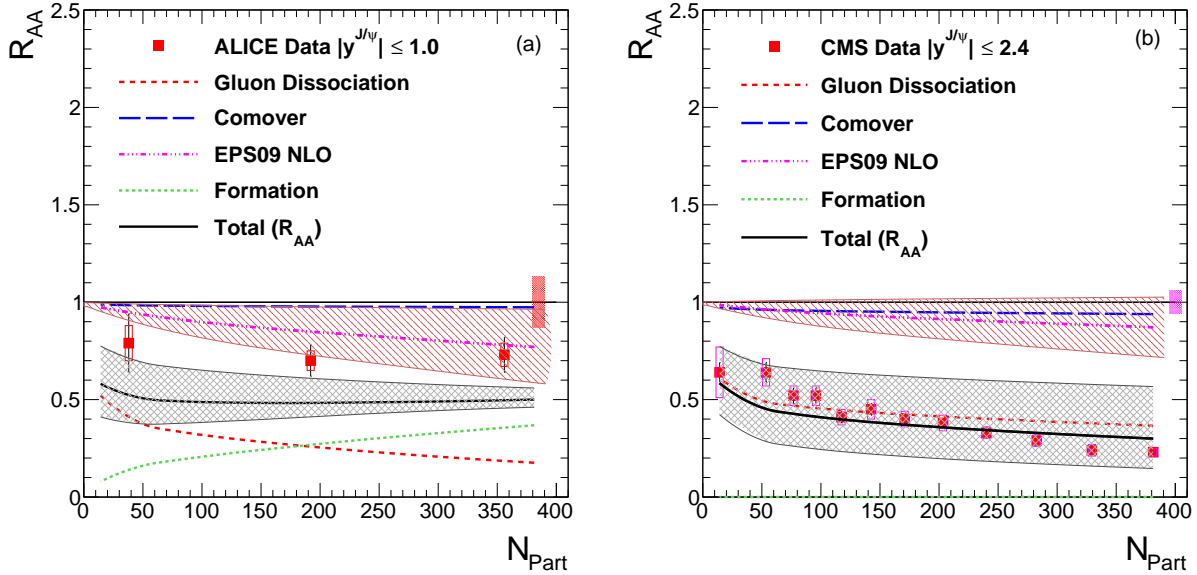 R_AA
2.5
2
1.5
1
0.5
0
(a)
ALICE Data |y^{J/ψ}| ≤ 1.0
Gluon Dissociation
Comover
EPS09 NLO
Formation
Total (R_AA)
0 50 100 150 200 250 300 350 400
N_Part
R_AA
2.5
2
1.5
1
0.5
0
(b)
CMS Data |y^{J/ψ}| ≤ 2.4
Gluon Dissociation
Comover
EPS09 NLO
Formation
Total (R_AA)
0 50 100 150 200 250 300 350 400
N_Part